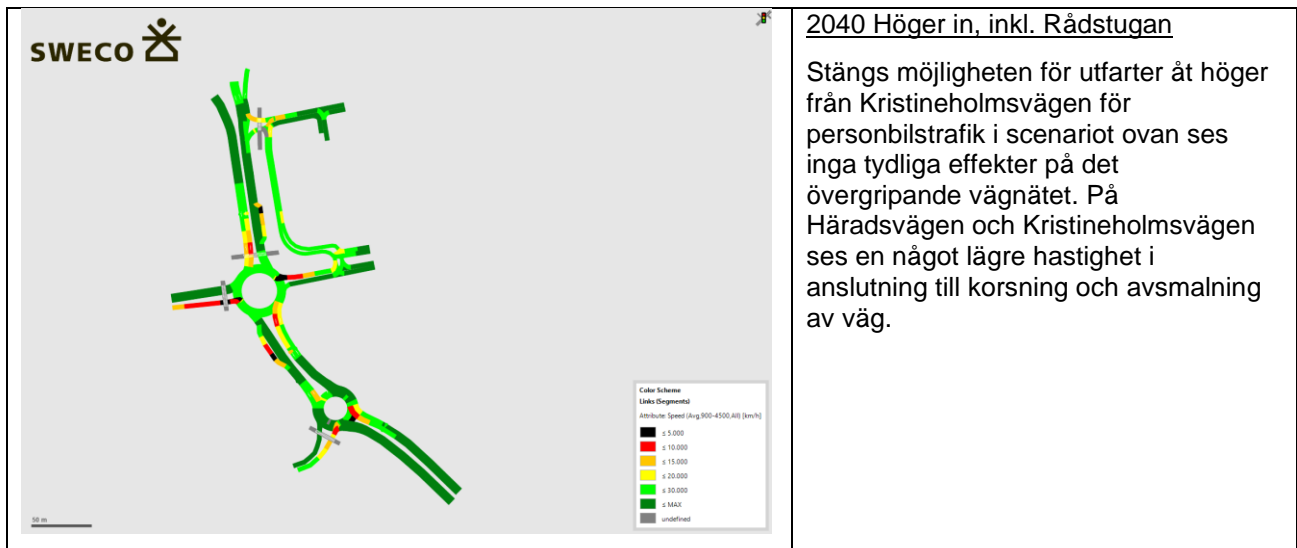 SWECO
2040 Höger in, inkl. Rådstugan
Stängs möjligheten för utfarter åt höger
från Kristineholmsvägen för
personbilstrafik i scenariot ovan ses
inga tydliga effekter på det
övergripande vägnätet. På
Häradsvägen och Kristineholmsvägen
ses en något lägre hastighet i
anslutning till korsning och avsmalning
av väg.
Color Scheme
Links (Segments)
Attribute: Speed (Avg,900-4500,All) [km/h]
≤ 5.000
≤ 10.000
≤ 15.000
≤ 20.000
≤ 30.000
≤ MAX
undefined
50 m